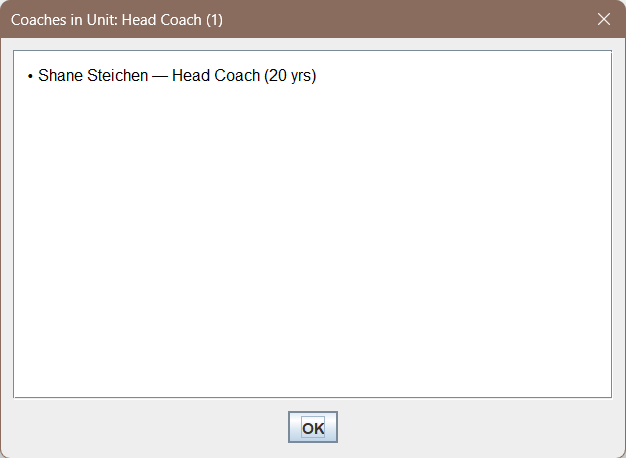 Coaches in Unit: Head Coach (1)
• Shane Steichen — Head Coach (20 yrs)
OK